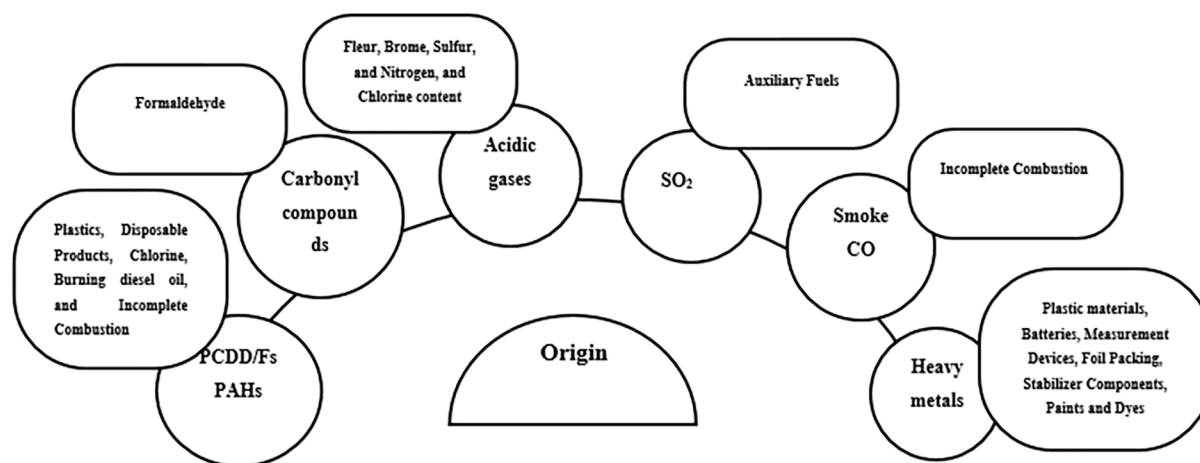 Fleur, Brome, Sulfur,
and Nitrogen, and
Chlorine content
Auxiliary Fuels
Formaldehyde
Acidic
gases
Incomplete Combustion
Carbonyl
compoun
ds
SO₂
Smoke
CO
Plastics, Disposable
Products, Chlorine,
Burning diesel oil,
and Incomplete
Combustion
Plastic materials,
Batteries, Measurement
Devices, Foil Packing,
Stabilizer Components,
Paints and Dyes
PCDD/Fs
PAHs
Origin
Heavy
metals